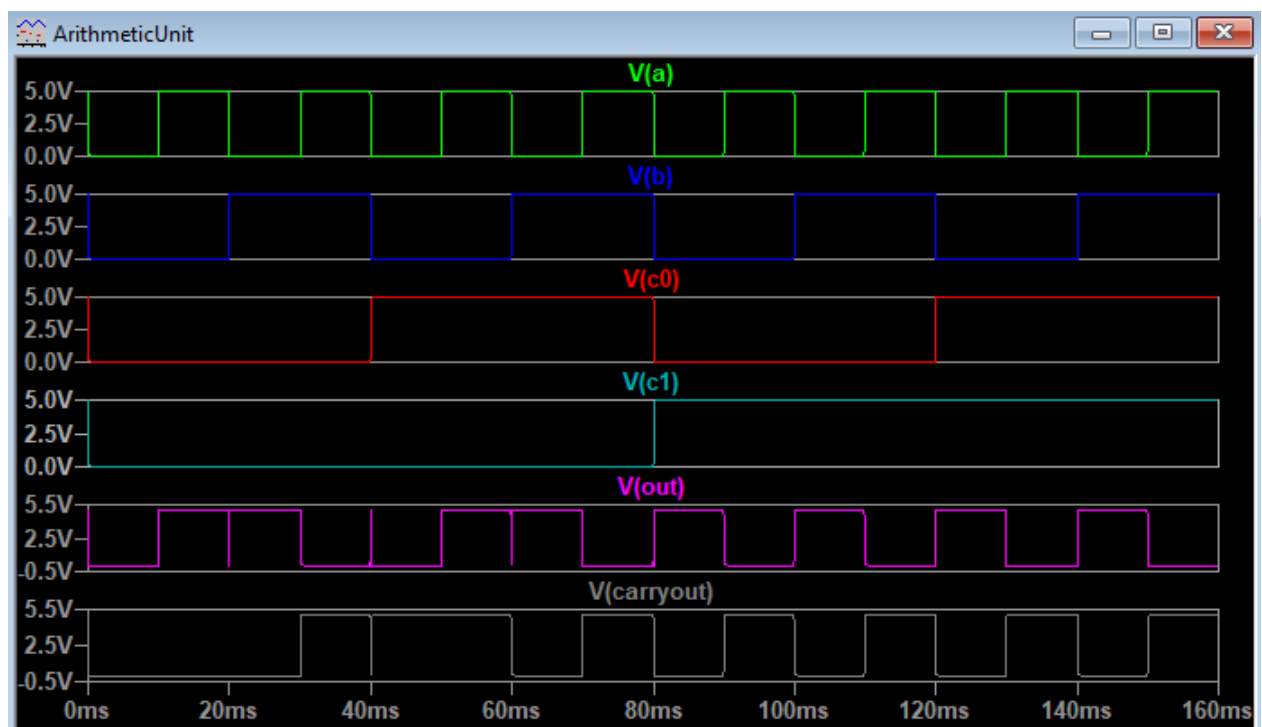 ArithmeticUnit
V(a)
5.0V
2.5V
0.0V
V(b)
5.0V
2.5V
0.0V
V(c0)
5.0V
2.5V
0.0V
V(c1)
5.0V
2.5V
0.0V
V(out)
5.5V
2.5V
-0.5V
V(carryout)
5.5V
2.5V
-0.5V
0ms 20ms 40ms 60ms 80ms 100ms 120ms 140ms 160ms